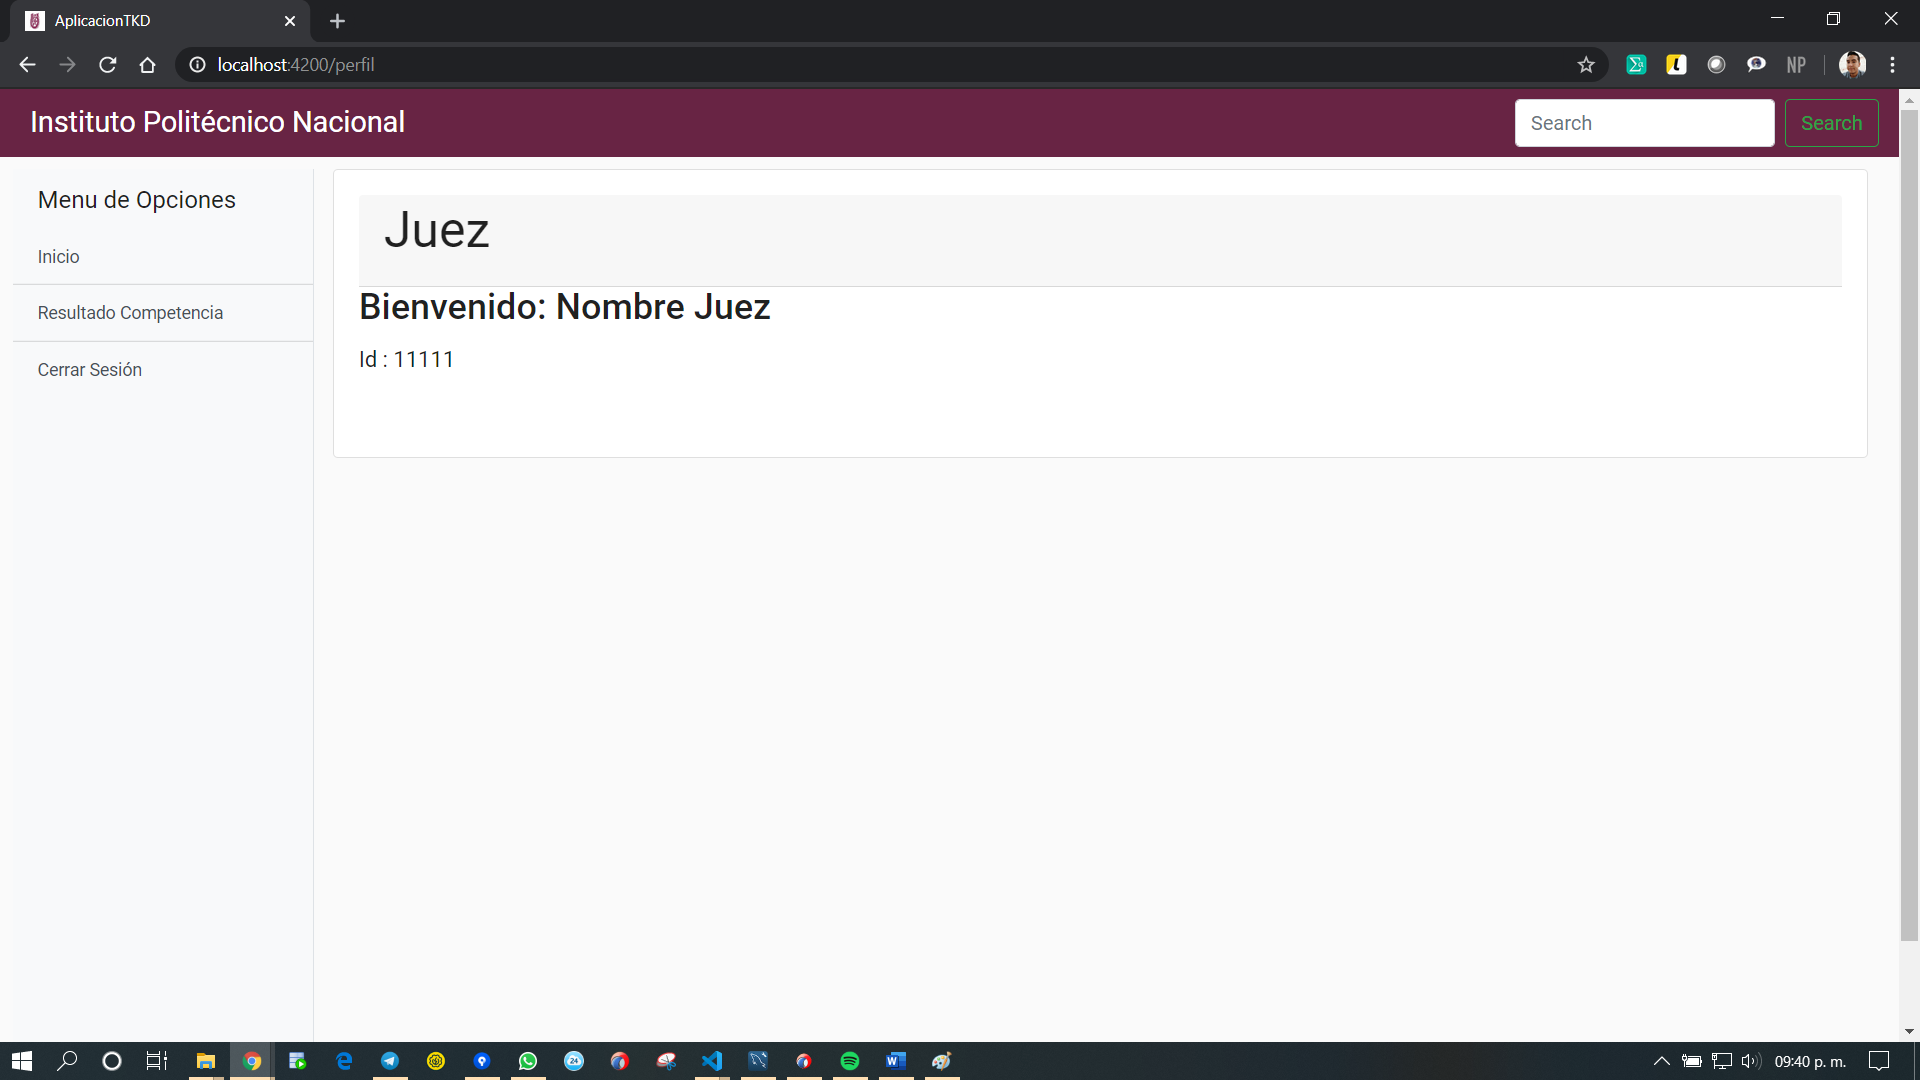 AplicacionTKD
localhost:4200/perfil
NP
Instituto Politécnico Nacional
Search
Search
Menu de Opciones
Inicio
Resultado Competencia
Cerrar Sesión
Juez
Bienvenido: Nombre Juez
Id : 11111
24
W
09:40 p. m.